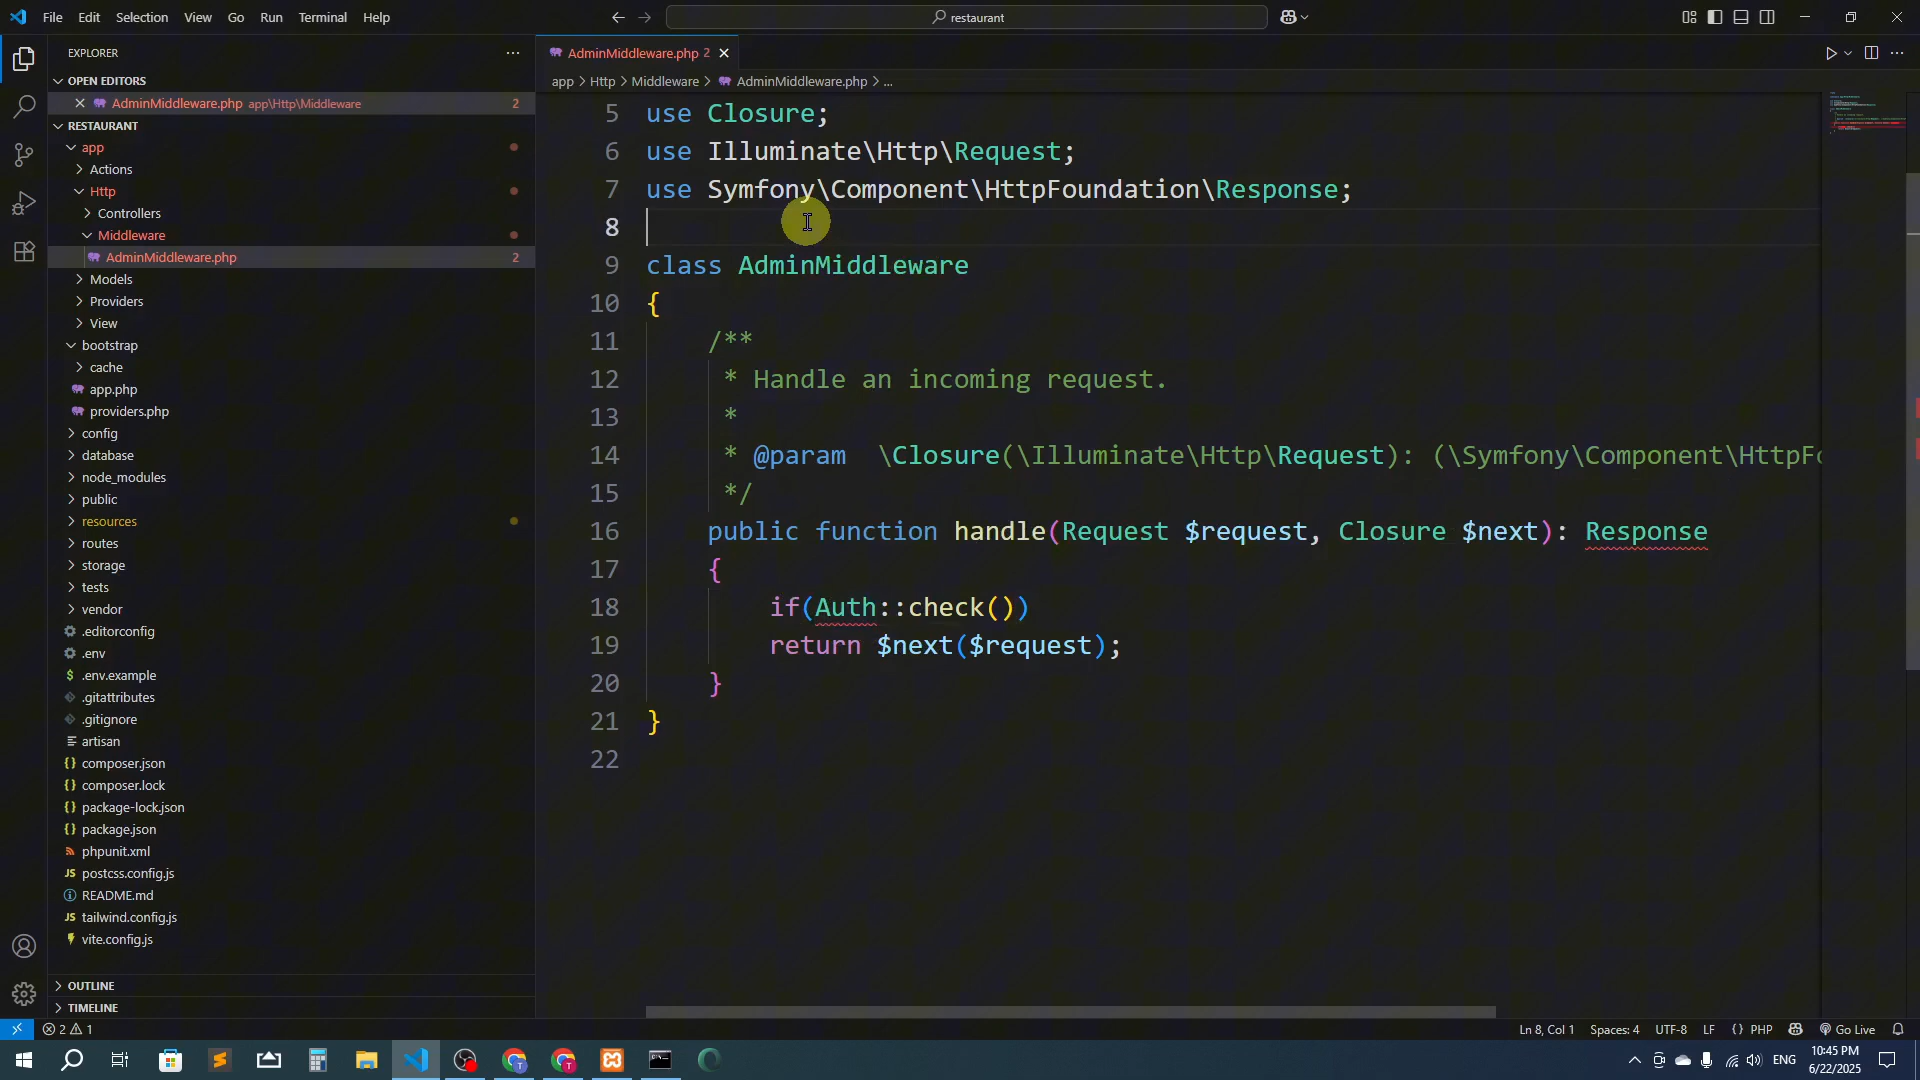 File Edit Selection View Go Run Terminal Help
restaurant
EXPLORER
OPEN EDITORS
AdminMiddleware.php app\Http\Middleware 2
RESTAURANT
app
Actions
Http
Controllers
Middleware
AdminMiddleware.php 2
Models
Providers
View
bootstrap
cache
app.php
providers.php
config
database
node_modules
public
resources
routes
storage
tests
vendor
.editorconfig
.env
.env.example
.gitattributes
.gitignore
artisan
composer.json
composer.lock
package-lock.json
package.json
phpunit.xml
postcss.config.js
README.md
tailwind.config.js
vite.config.js
OUTLINE
TIMELINE
AdminMiddleware.php 2
app > Http > Middleware > AdminMiddleware.php > ...
5 use Closure;
6 use Illuminate\Http\Request;
7 use Symfony\Component\HttpFoundation\Response;
8
9 class AdminMiddleware
10 {
11 /**
12 * Handle an incoming request.
13 *
14 * @param \Closure(\Illuminate\Http\Request): (\Symfony\Component\HttpFo
15 */
16 public function handle(Request $request, Closure $next): Response
17 {
18 if(Auth::check())
19 return $next($request);
20 }
21 }
22
2 1 Ln 8, Col 1 Spaces: 4 UTF-8 LF {} PHP Go Live
ENG 10:45 PM
6/22/2025